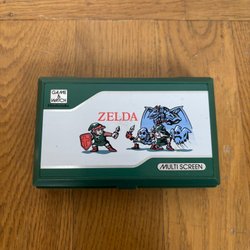 GAME &
WATCH
ZELDA
MULTI SCREEN